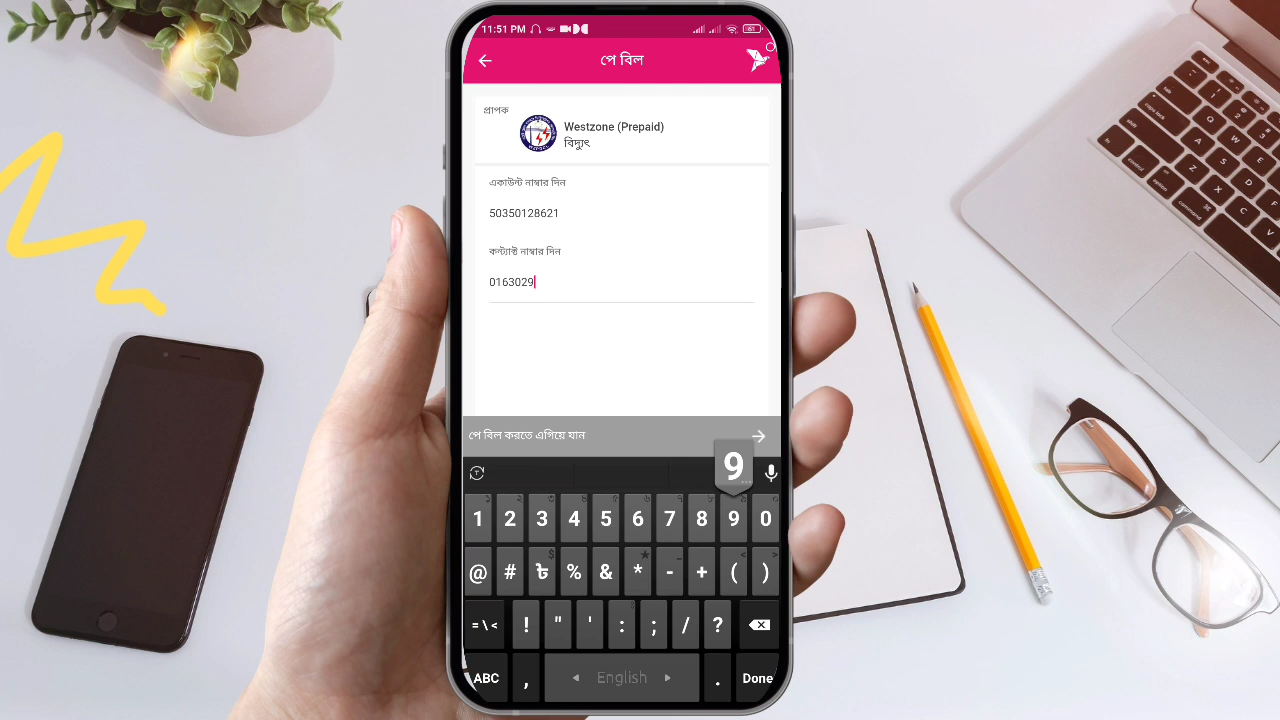 11:51 PM
পে বিল
প্রাপক
Westzone (Prepaid)
বিদ্যুৎ
একাউন্ট নাম্বার দিন
50350128621
কন্ট্যাক্ট নাম্বার দিন
0163029
পে বিল করতে এগিয়ে যান
9
1 2 3 4 5 6 7 8 9 0
@ # ৳ % & * - + ( )
=\< ! " ' : ; / ?
ABC , English . Done